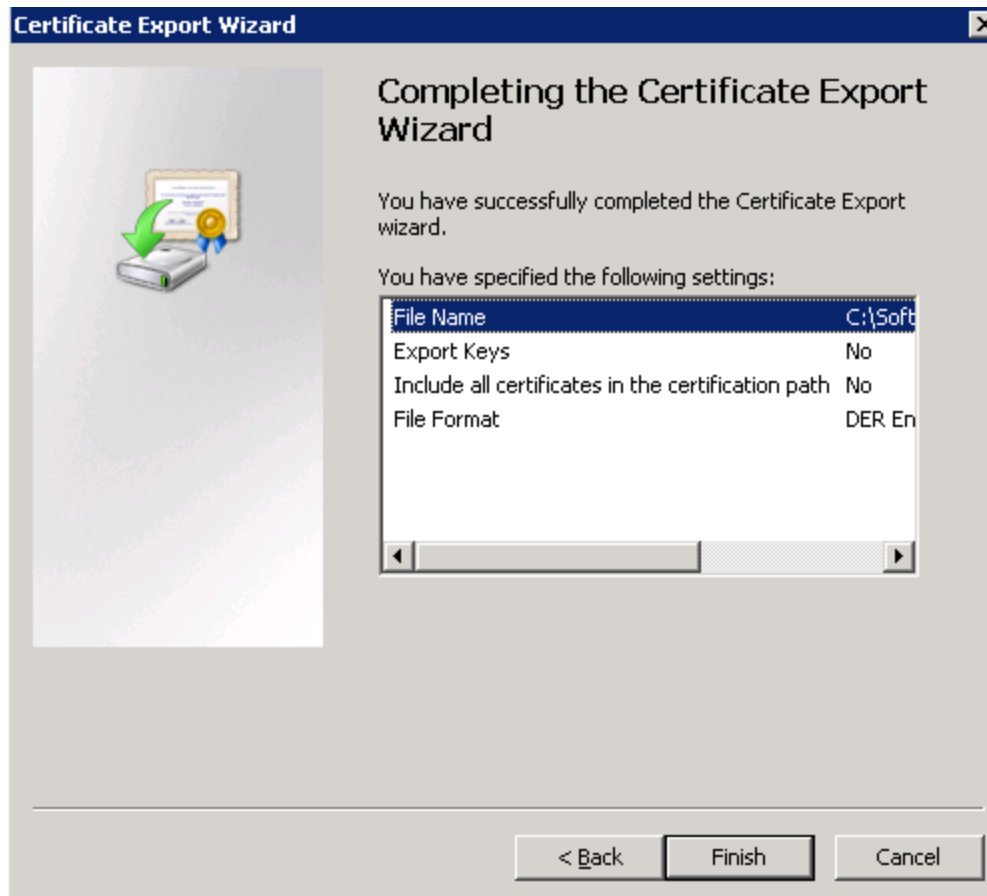 Certificate Export Wizard
Completing the Certificate Export
Wizard
You have successfully completed the Certificate Export
wizard.
You have specified the following settings:
File Name C:\Soft
Export Keys No
Include all certificates in the certification path No
File Format DER En
< Back Finish Cancel